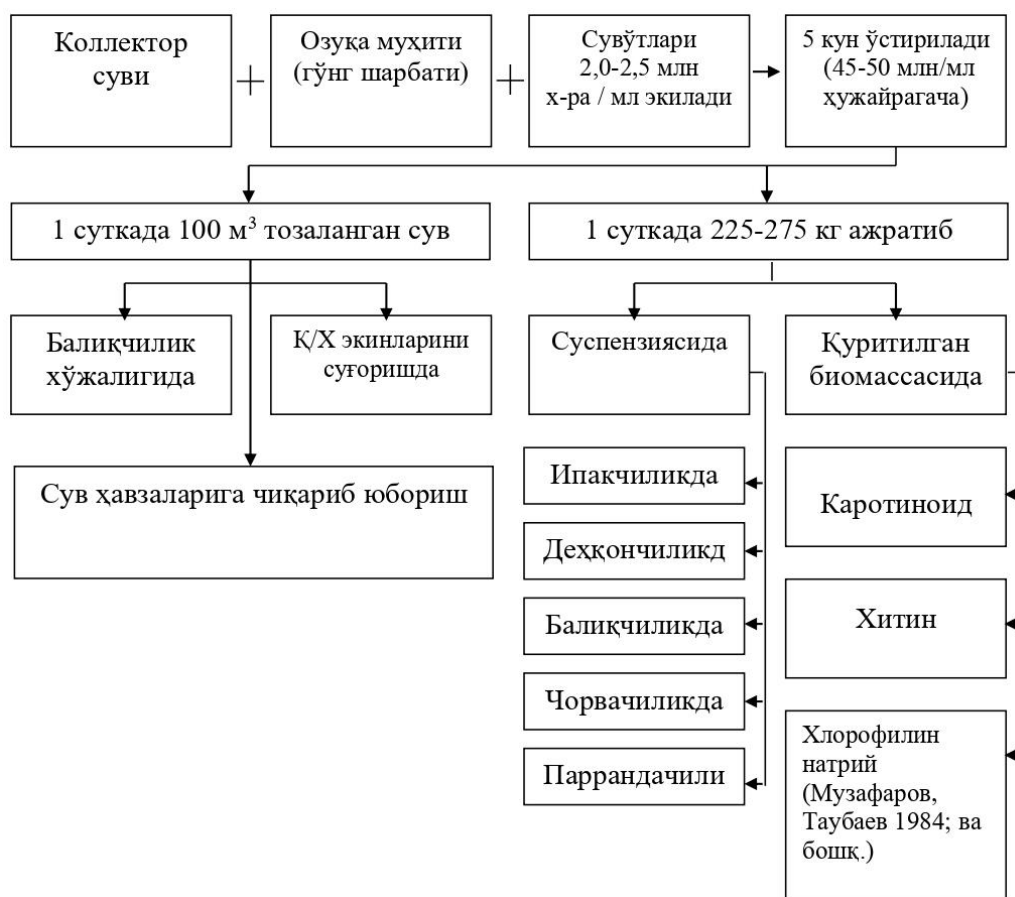 Коллектор
суви
+
Озуқа муҳити
(гўнг шарбати)
+
Сувўтлари
2,0-2,5 млн
х-ра / мл экилади
5 кун ўстирилади
(45-50 млн/мл
ҳужайрагача)
1 суткада 100 м³ тозаланган сув
1 суткада 225-275 кг ажратиб
Балиқчилик
хўжалигида
Қ/Х экинларини
суғоришда
Сув ҳавзаларига чиқариб юбориш
Суспензиясида
Қуритилган
биомассасида
Ипакчиликда
Деҳқончиликд
Балиқчиликда
Чорвачиликда
Паррандачили
Каротиноид
Хитин
Хлорофилин
натрий
(Музафаров,
Таубаев 1984; ва
бошқ.)